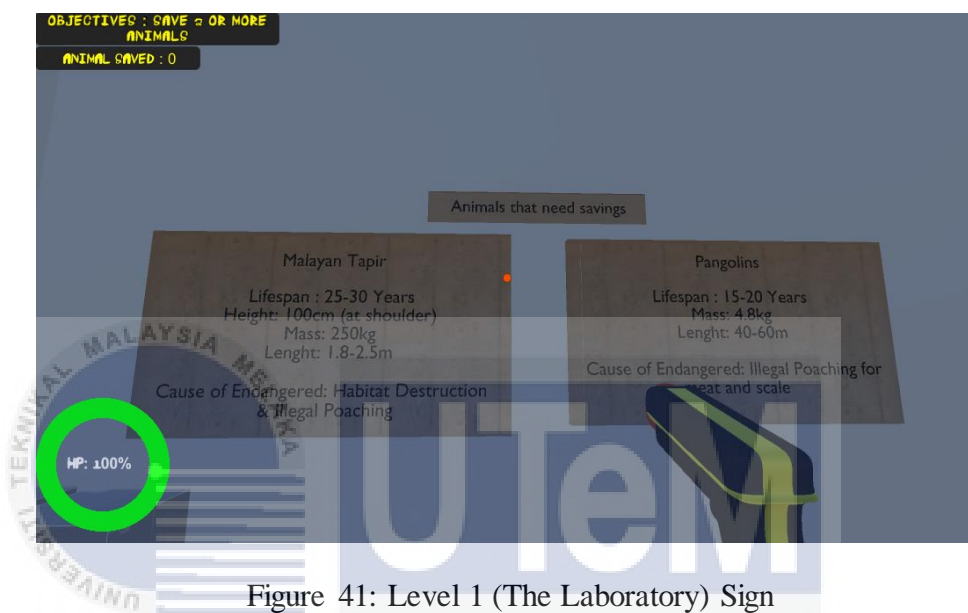 OBJECTIVES : SAVE 2 OR MORE
ANIMALS
ANIMAL SAVED : 0
Animals that need savings
Malayan Tapir
Lifespan : 25-30 Years
Height: 100cm (at shoulder)
Mass: 250kg
Lenght: 1.8-2.5m
Cause of Endangered: Habitat Destruction
& Illegal Poaching
Pangolins
Lifespan : 15-20 Years
Mass: 4.8kg
Lenght: 40-60m
Cause of Endangered: Illegal Poaching for
meat and scale
HP: 100%
UNIVERSITI TEKNIKAL MALAYSIA MELAKA
UTeM
Figure 41: Level 1 (The Laboratory) Sign